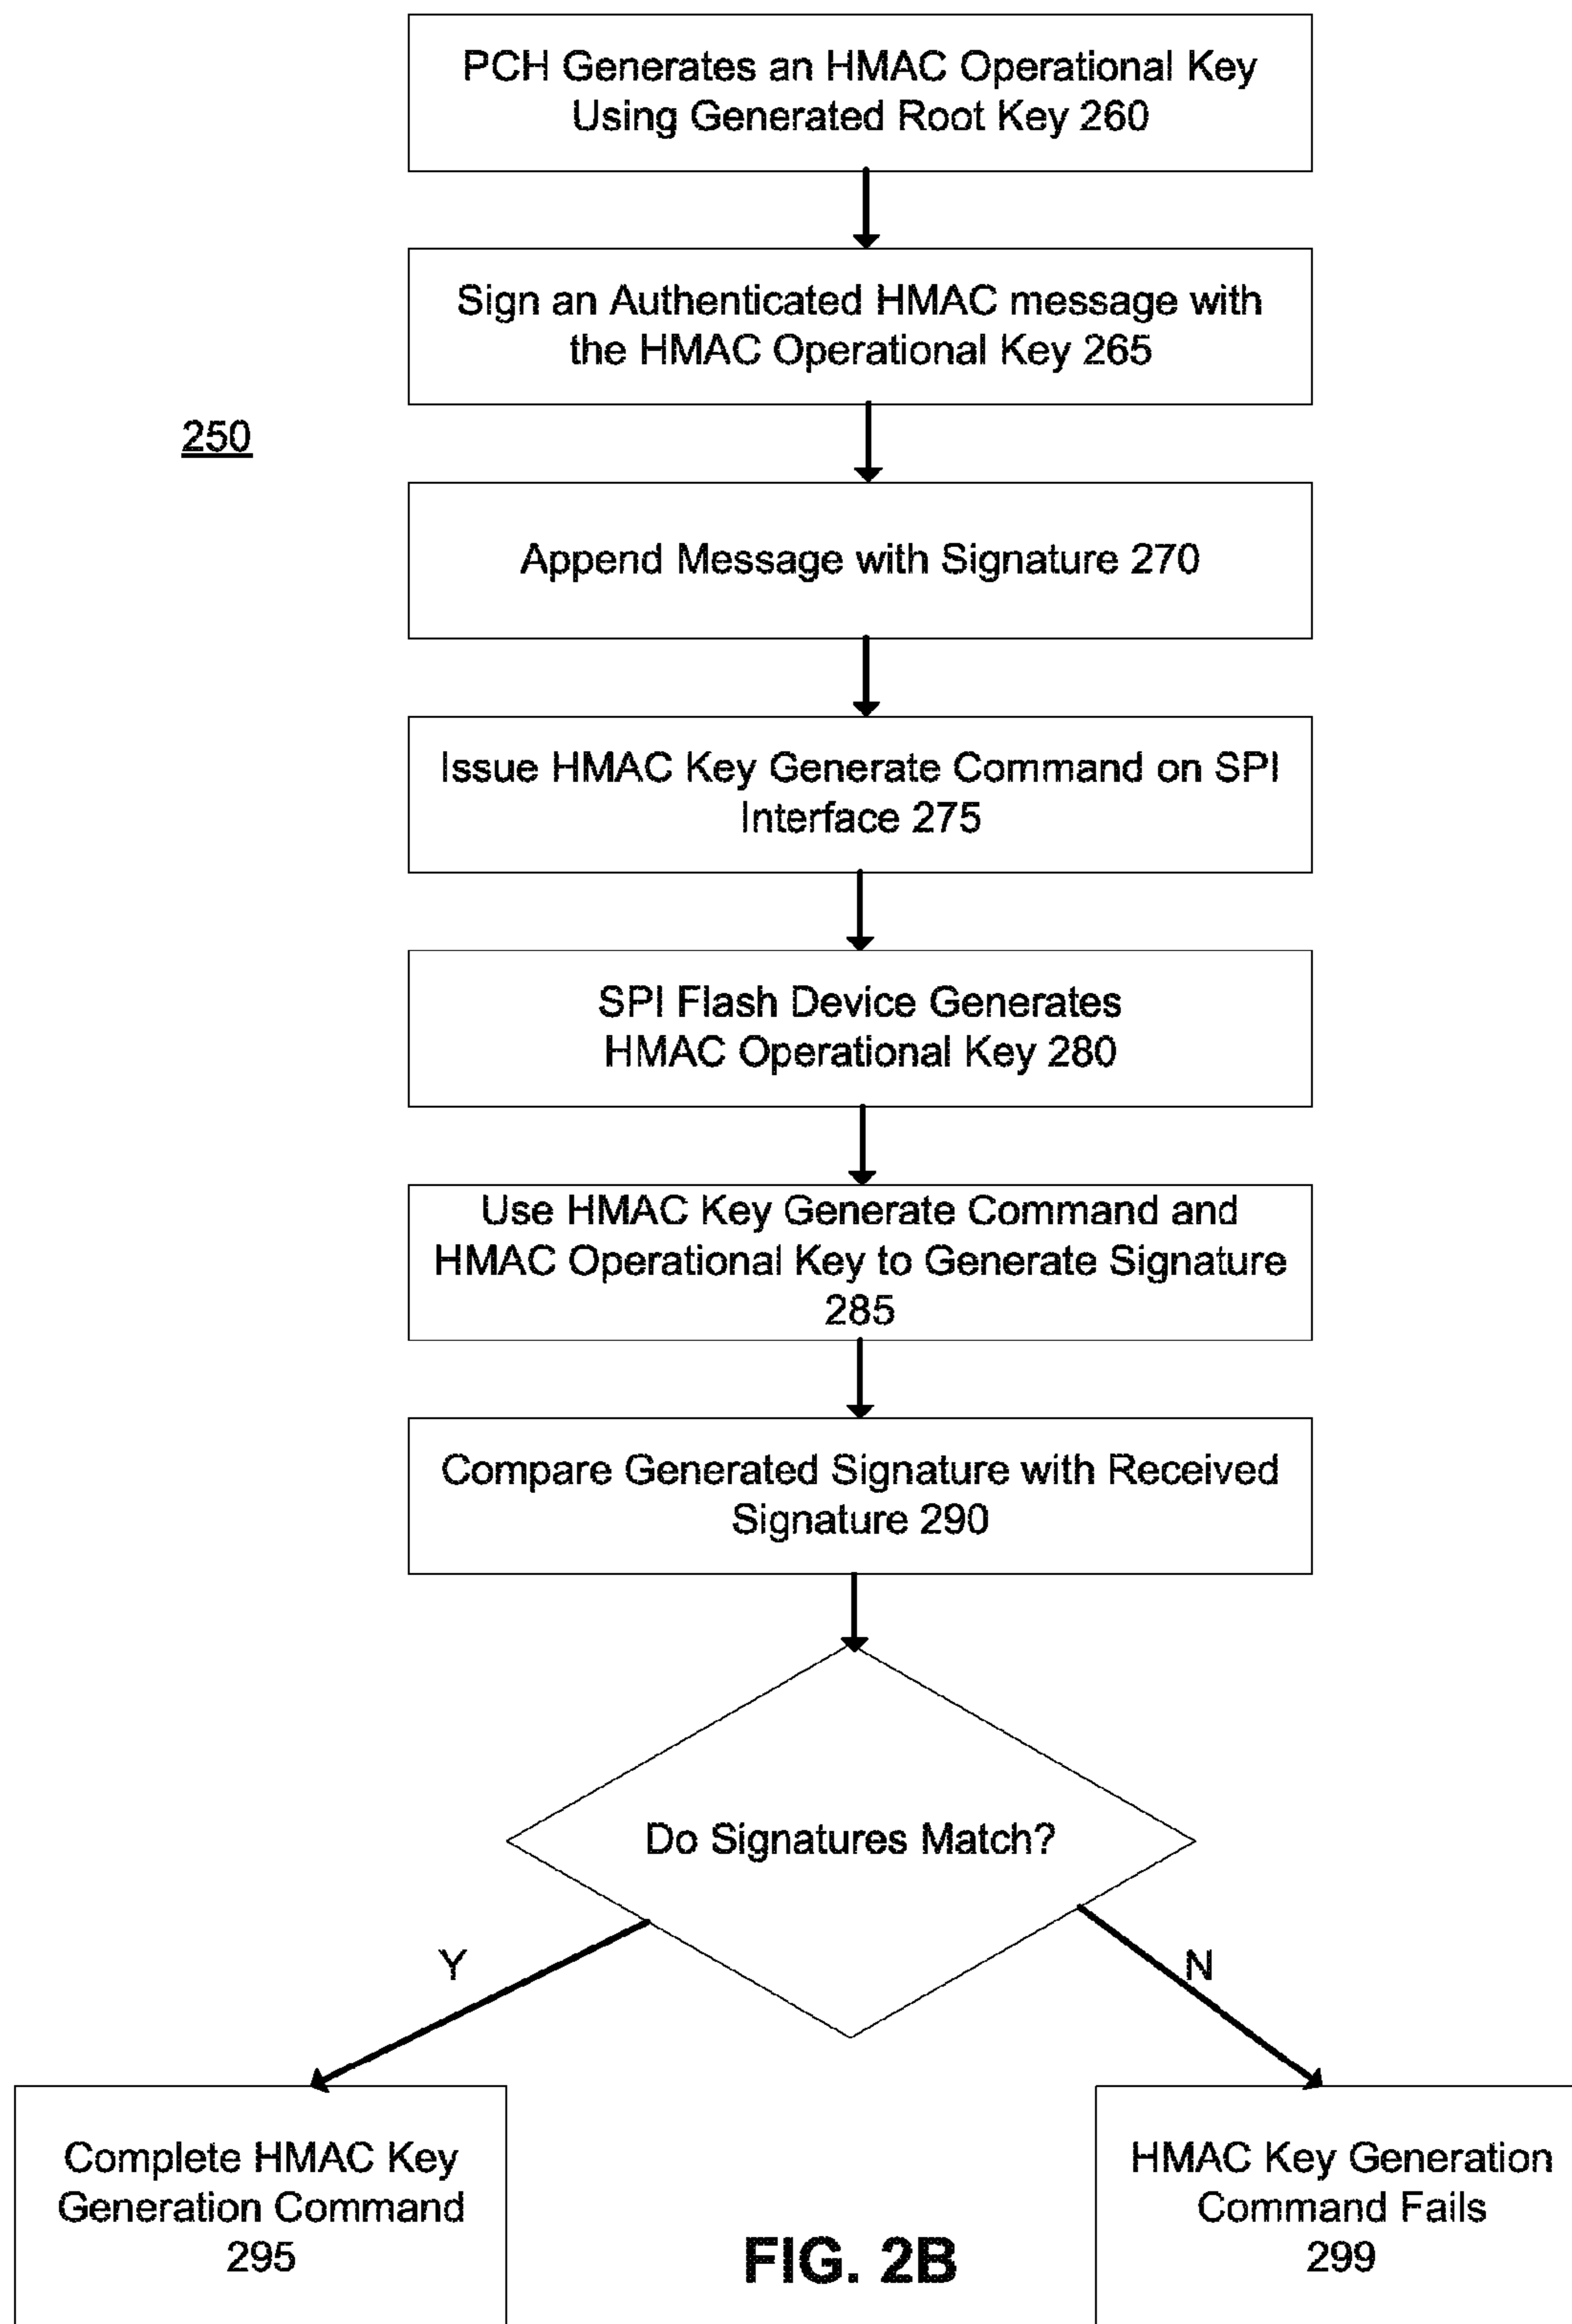 PCH Generates an HMAC Operational Key
Using Generated Root Key 260
Sign an Authenticated HMAC message with
the HMAC Operational Key 265
250
Append Message with Signature 270
Issue HMAC Key Generate Command on SPI
Interface 275
SPI Flash Device Generates
HMAC Operational Key 280
Use HMAC Key Generate Command and
HMAC Operational Key to Generate Signature
285
Compare Generated Signature with Received
Signature 290
Do Signatures Match?
Y
N
Complete HMAC Key
Generation Command
295
HMAC Key Generation
Command Fails
299
FIG. 2B